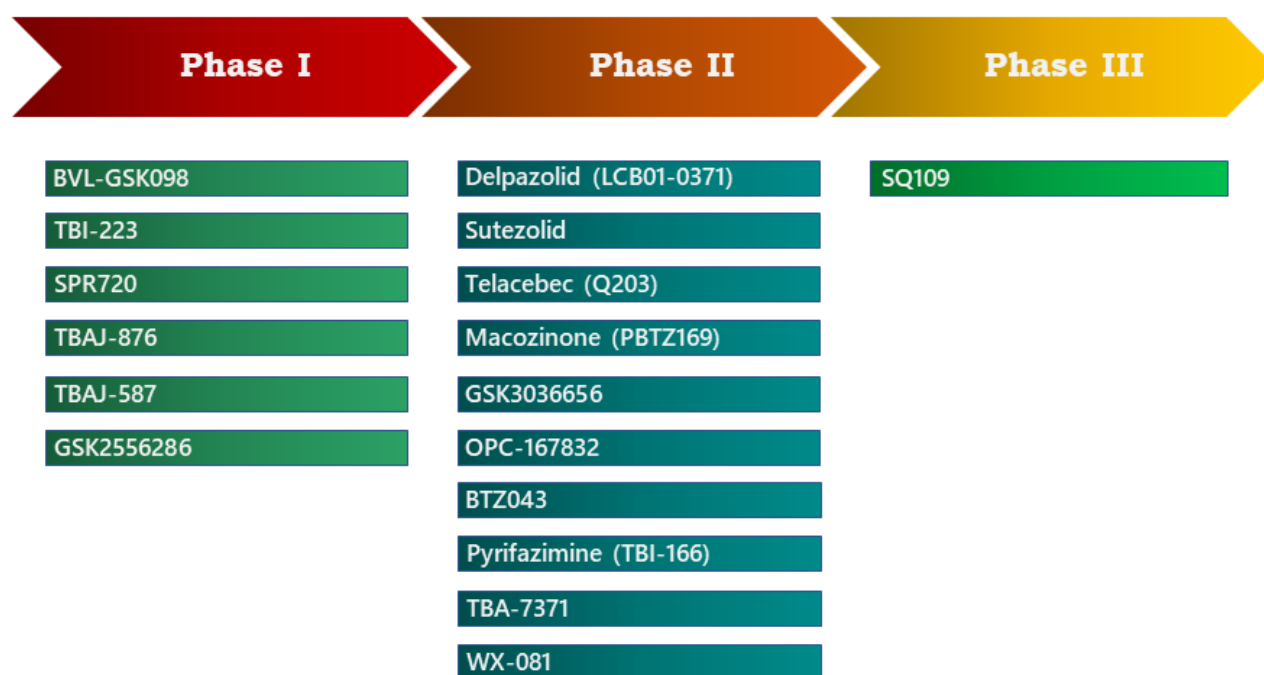 Phase I
Phase II
Phase III
BVL-GSK098
TBI-223
SPR720
TBAJ-876
TBAJ-587
GSK2556286
Delpazolid (LCB01-0371)
Sutezolid
Telacebec (Q203)
Macozinone (PBTZ169)
GSK3036656
OPC-167832
BTZ043
Pyrifazimine (TBI-166)
TBA-7371
WX-081
SQ109